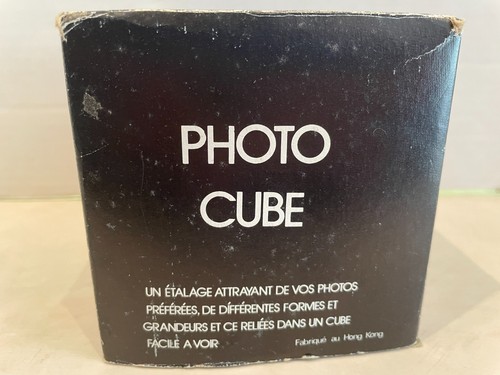 PHOTO
CUBE
UN ÉTALAGE ATTRAYANT DE VOS PHOTOS
PRÉFÉRÉES, DE DIFFÉRENTES FORMES ET
GRANDEURS ET CE RELIÉES DANS UN CUBE
FACILE A VOIR
Fabriqué au Hong Kong